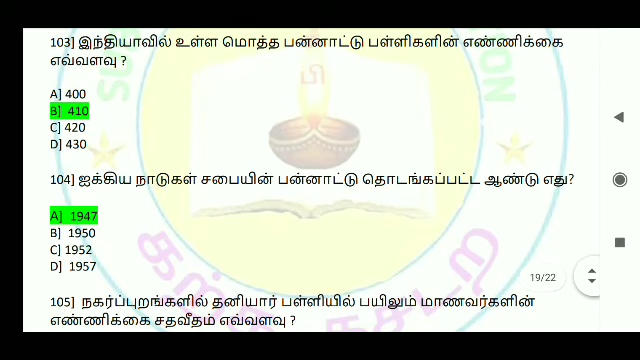 103] இந்தியாவில் உள்ள மொத்த பன்னாட்டு பள்ளிகளின் எண்ணிக்கை
எவ்வளவு ?
A] 400
B] 410
C] 420
D] 430
104] ஐக்கிய நாடுகள் சபையின் பன்னாட்டு தொடங்கப்பட்ட ஆண்டு எது?
A] 1947
B] 1950
C] 1952
D] 1957
19/22
105] நகர்ப்புறங்களில் தனியார் பள்ளியில் பயிலும் மாணவர்களின்
எண்ணிக்கை சதவீதம் எவ்வளவு ?